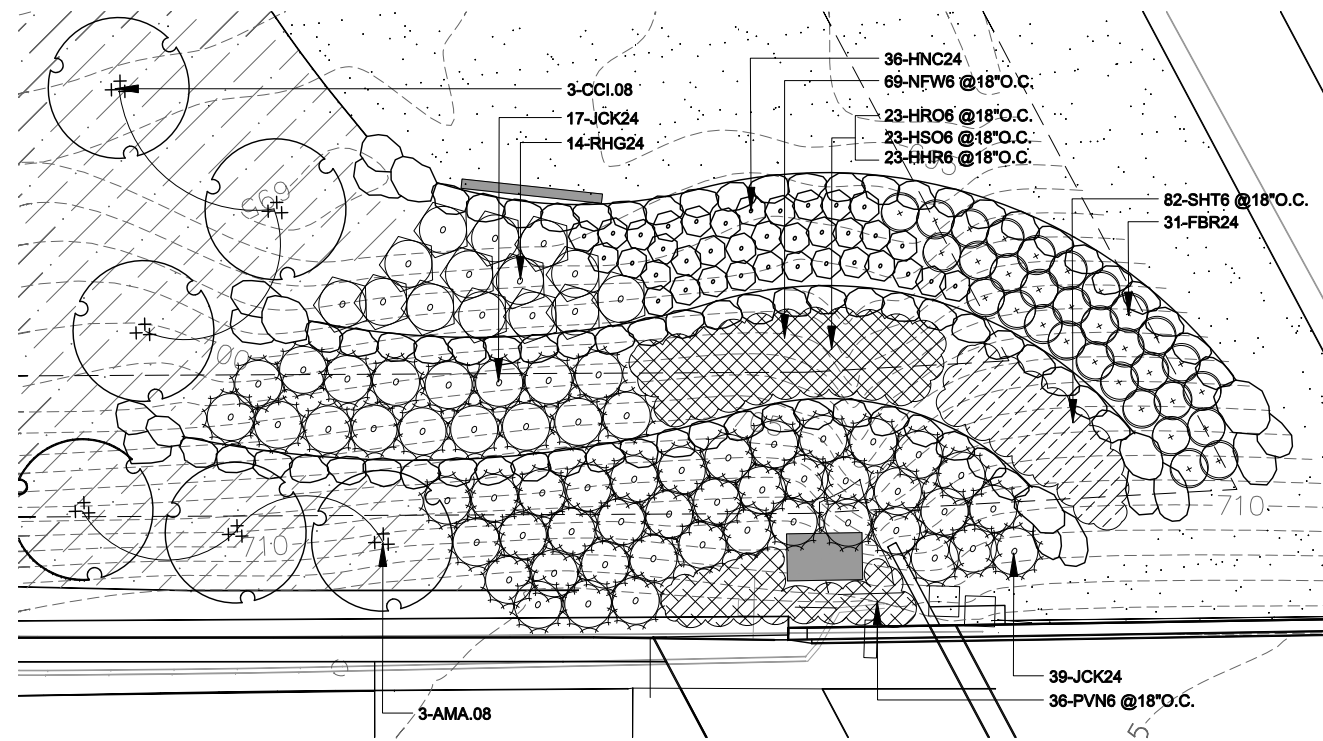 36-HNC24
69-NFW6 @18"O.C.
3-CCI.08
23-HRO6 @18"O.C.
17-JCK24
23-HSO6 @18"O.C.
14-RHG24
23-HHR6 @18"O.C.
82-SHT6 @18"O.C.
31-FBR24
710
710
39-JCK24
36-PVN6 @18"O.C.
3-AMA.08